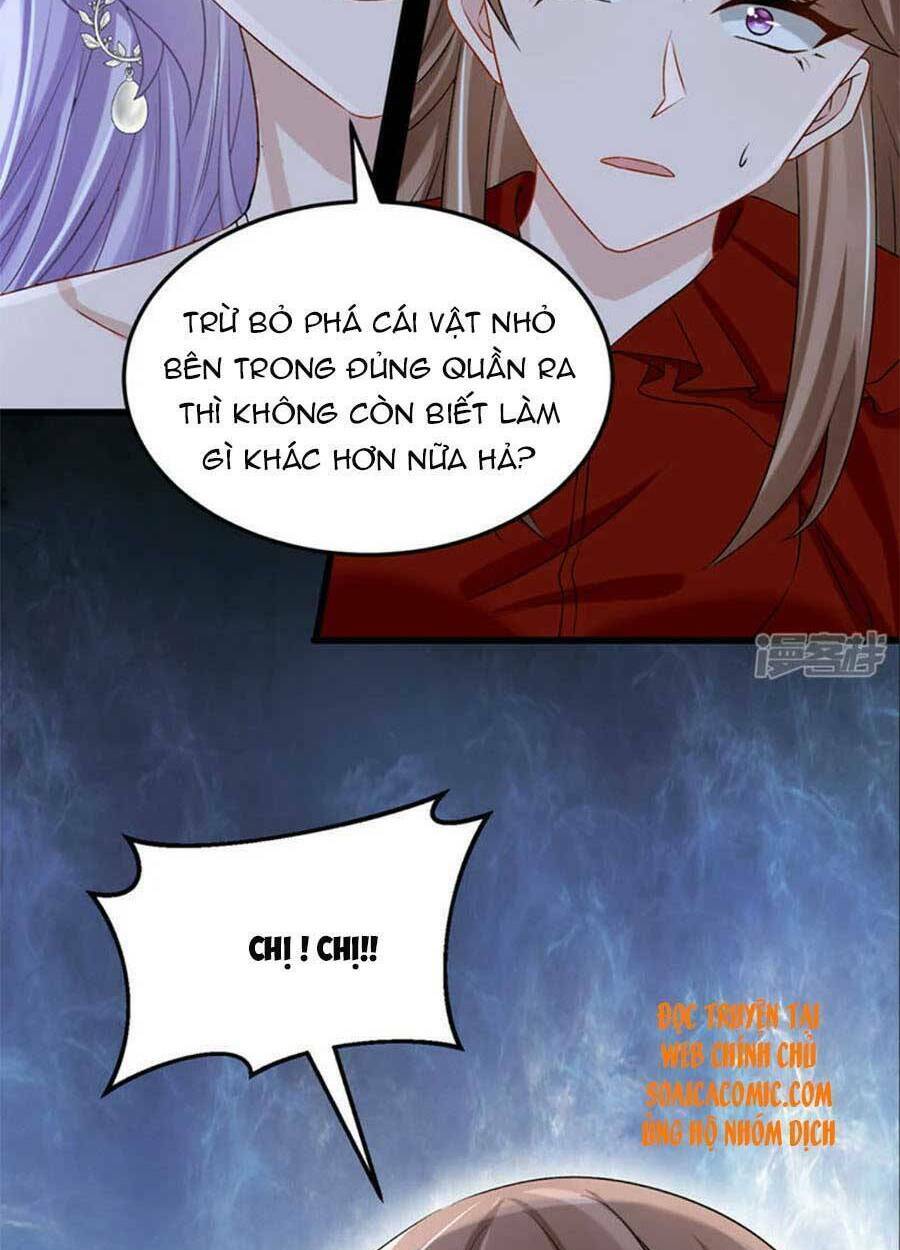 TRỪ BỎ PHÁ CÁI VẬT NHỎ
BÊN TRONG ĐỦNG QUẦN RA
THÌ KHÔNG CÒN BIẾT LÀM
GÌ KHÁC HƠN NỮA HẢ?
漫客栈
CHỊ ! CHỊ!!
ĐỌC TRUYỆN TẠI
WEB CHÍNH CHỦ
SOAICACOMIC.COM
ỦNG HỘ NHÓM DỊCH